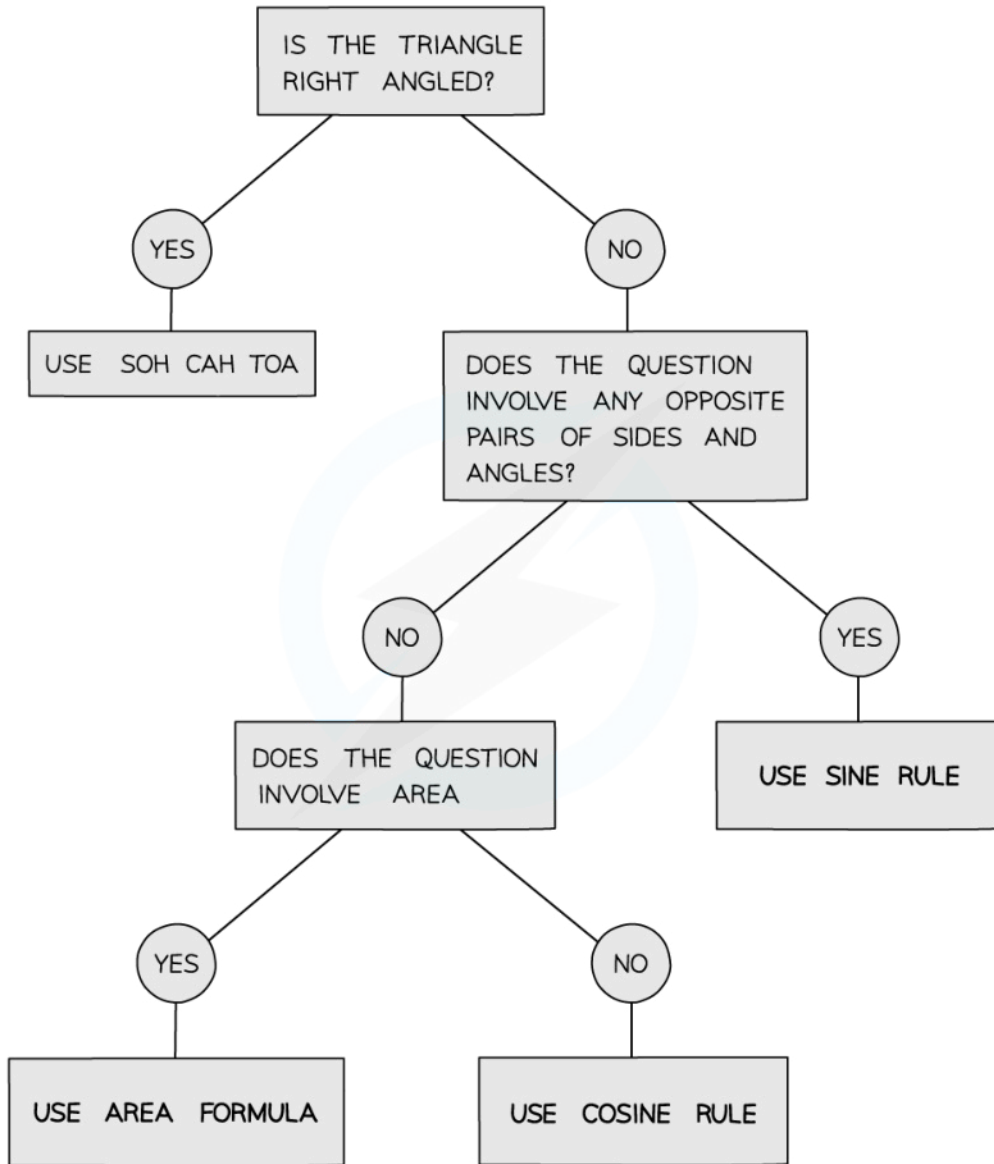 IS THE TRIANGLE
RIGHT ANGLED?
YES
NO
USE SOH CAH TOA
DOES THE QUESTION
INVOLVE ANY OPPOSITE
PAIRS OF SIDES AND
ANGLES?
NO
YES
DOES THE QUESTION
INVOLVE AREA
USE SINE RULE
YES
NO
USE AREA FORMULA
USE COSINE RULE